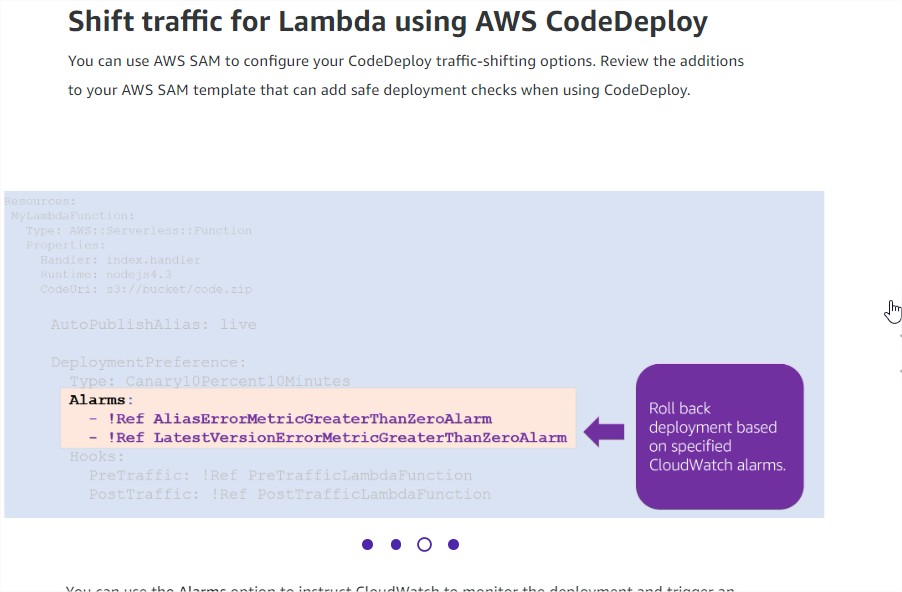 Shift traffic for Lambda using AWS CodeDeploy
You can use AWS SAM to configure your CodeDeploy traffic-shifting options. Review the additions
to your AWS SAM template that can add safe deployment checks when using CodeDeploy.
Resources:
MyLambdaFunction:
Type: AWS::Serverless::Function
Properties:
Handler: index.handler
Runtime: nodejs4.3
CodeUri: s3://bucket/code.zip
AutoPublishAlias: live
DeploymentPreference:
Type: Canary10Percent10Minutes
Alarms:
- !Ref AliasErrorMetricGreaterThanZeroAlarm
- !Ref LatestVersionErrorMetricGreaterThanZeroAlarm
Hooks:
PreTraffic: !Ref PreTrafficLambdaFunction
PostTraffic: !Ref PostTrafficLambdaFunction
Roll back
deployment based
on specified
CloudWatch alarms.
You can use the Alarms option to instruct CloudWatch to monitor the deployment and trigger an